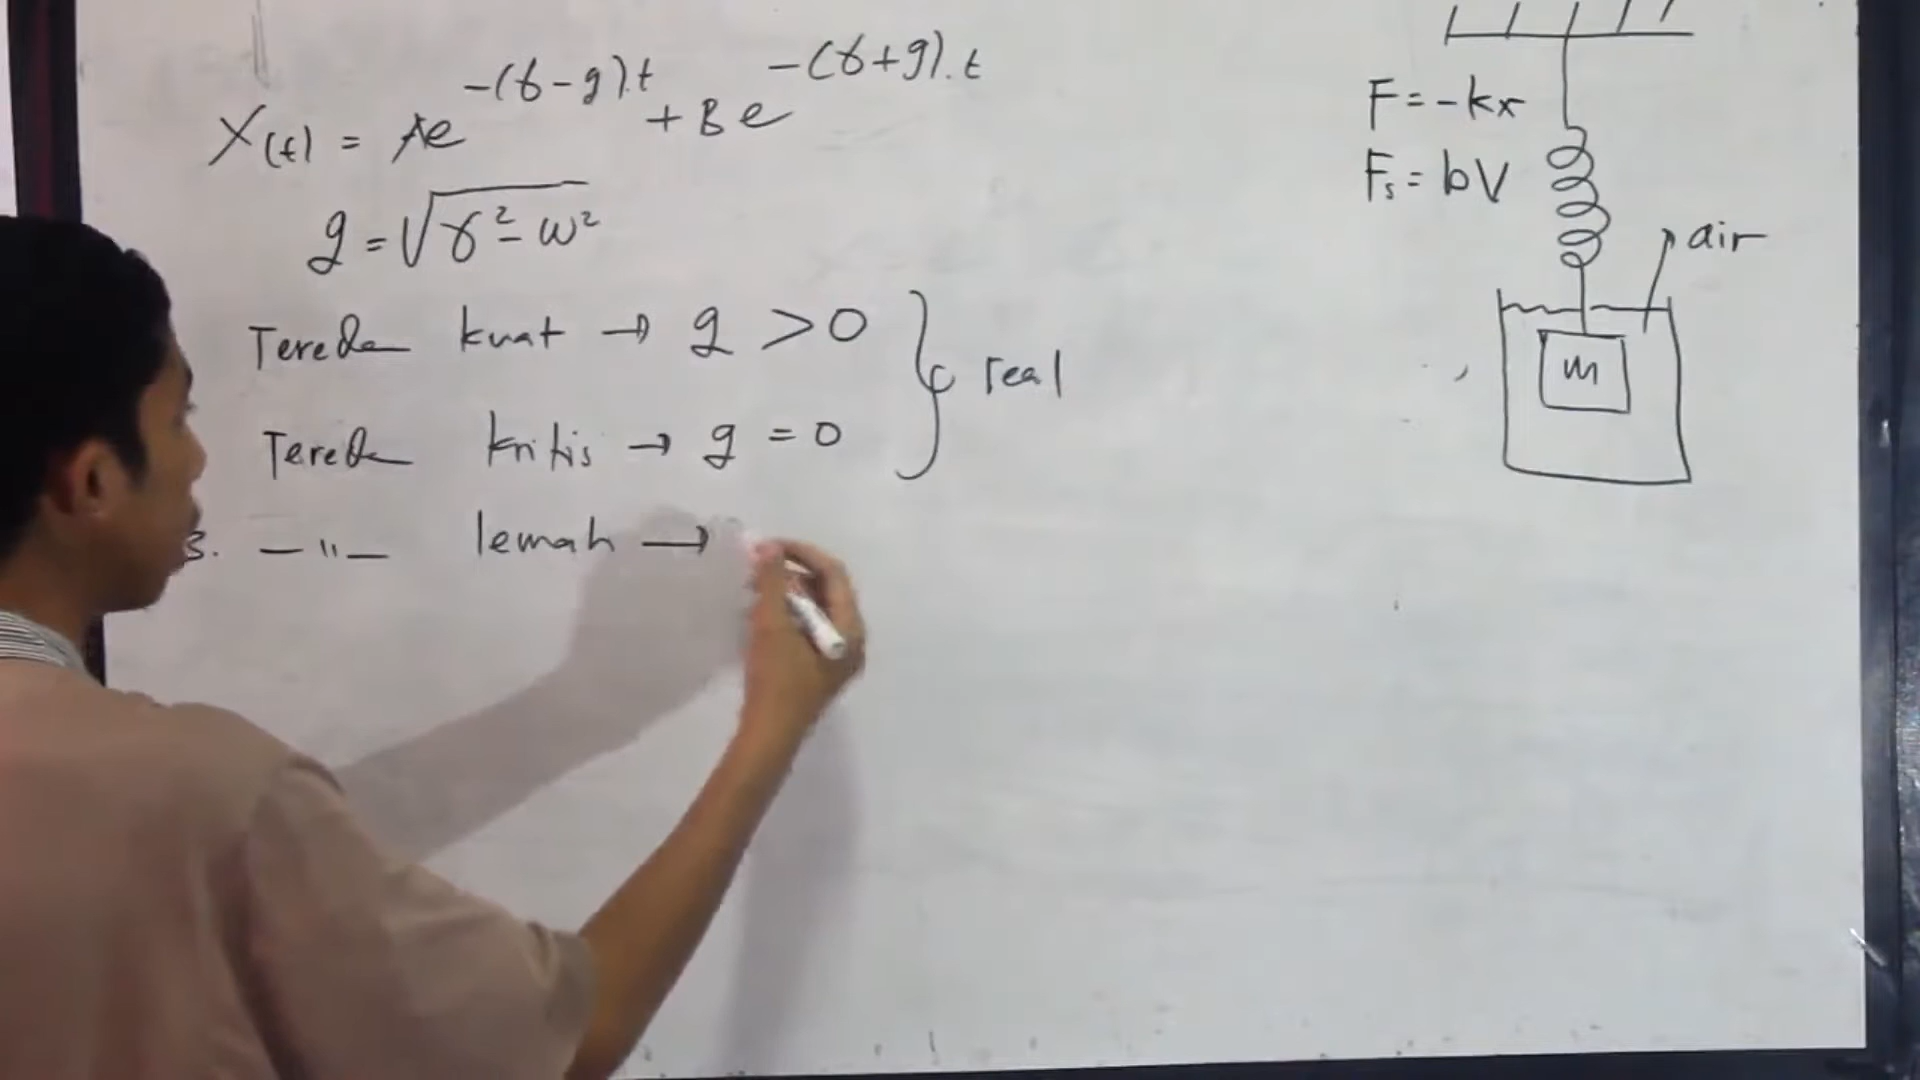 X(t) = Ae^-(γ-g).t + Be^-(γ+g).t
g = √γ²-ω²
Tereda kuat → g > 0
Tereda kritis → g = 0
real
3. —"— lemah →
F = -kx
Fs = bV
air
m